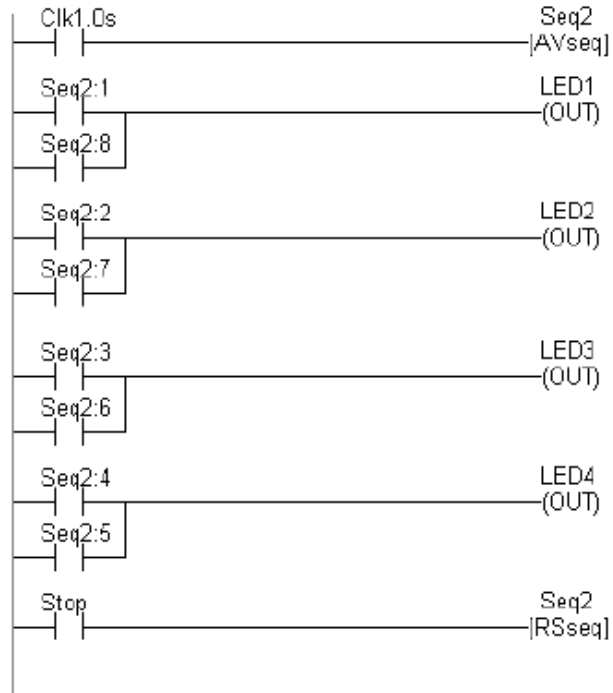 Clk1.0s Seq2
[AVseq]
Seq2:1 LED1
(OUT)
Seq2:8
Seq2:2 LED2
(OUT)
Seq2:7
Seq2:3 LED3
(OUT)
Seq2:6
Seq2:4 LED4
(OUT)
Seq2:5
Stop Seq2
[RSseq]